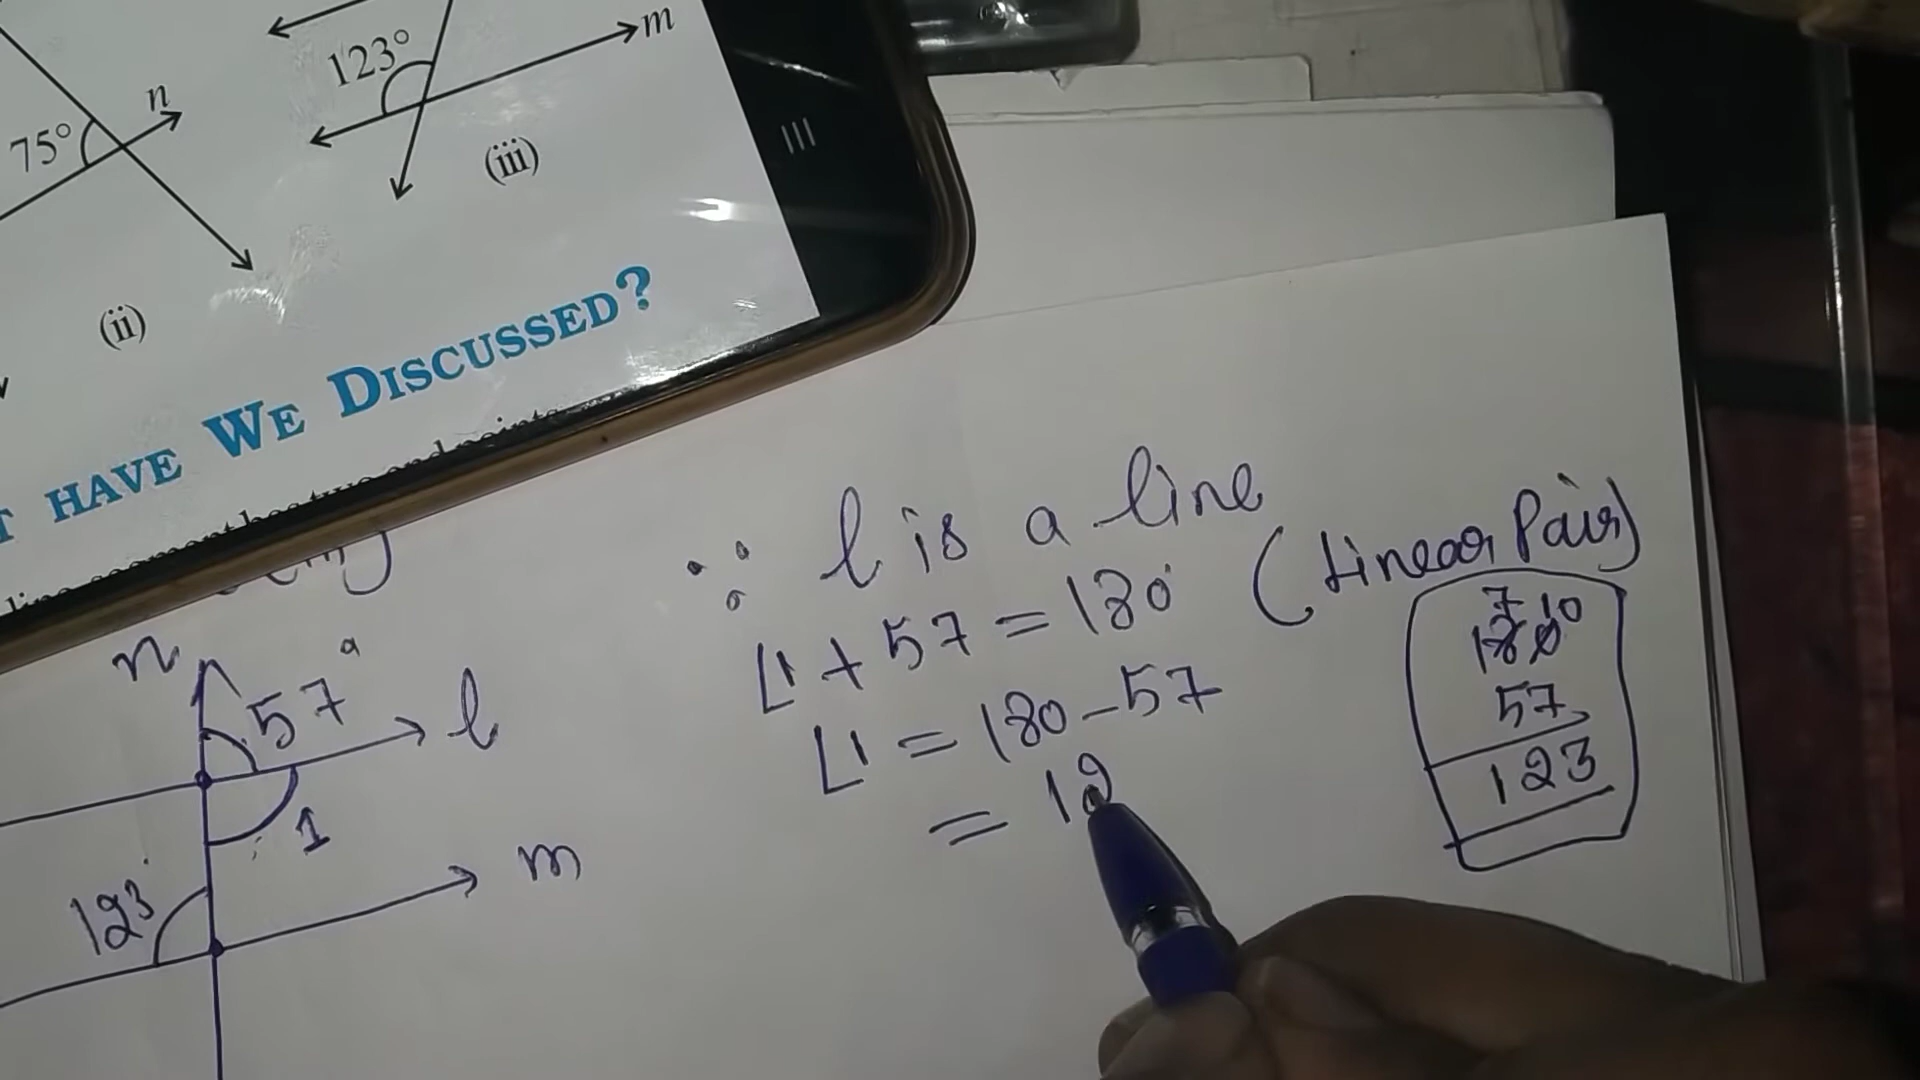 123°
m
n
75°
(iii)
(ii)
HAVE WE DISCUSSED?
∵ l is a line
∠1 + 57 = 180° (Linear Pair)
∠1 = 180 - 57
= 12
7 10
180
57
123
n
57°
l
1
123°
m